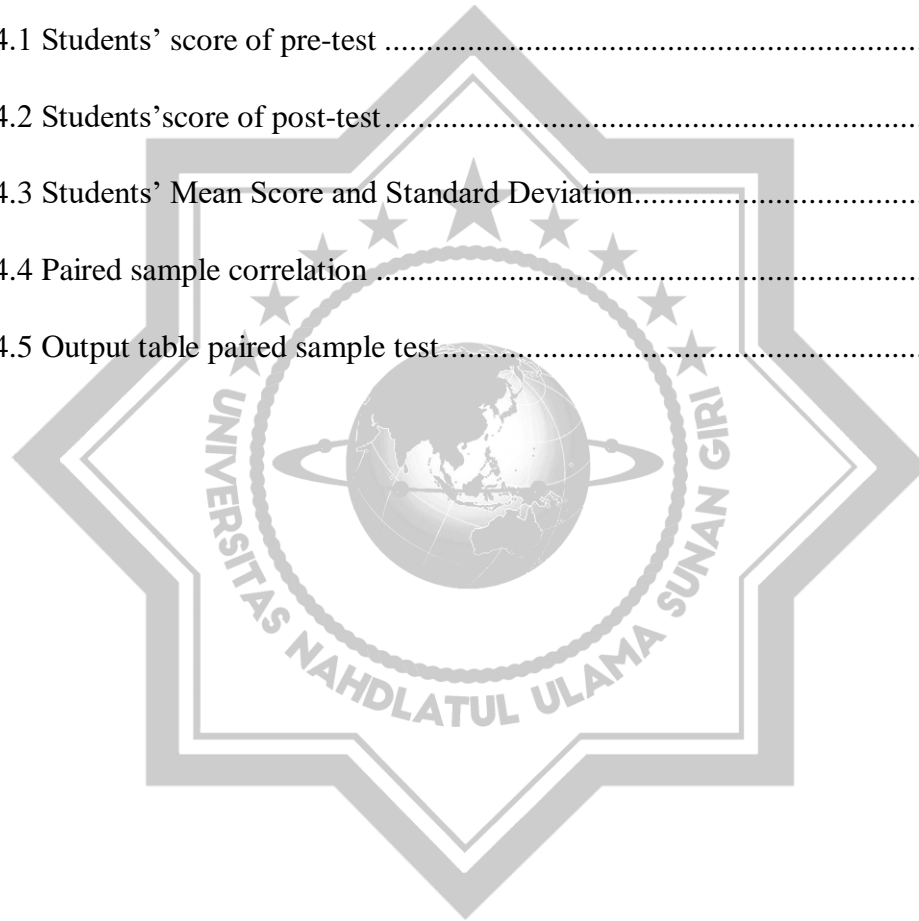 4.1 Students’ score of pre-test ..........................................................................
4.2 Students’score of post-test..........................................................................
4.3 Students’ Mean Score and Standard Deviation........................................
4.4 Paired sample correlation ..........................................................................
4.5 Output table paired sample test..................................................................
UNIVERSITAS NAHDLATUL ULAMA SUNAN GIRI